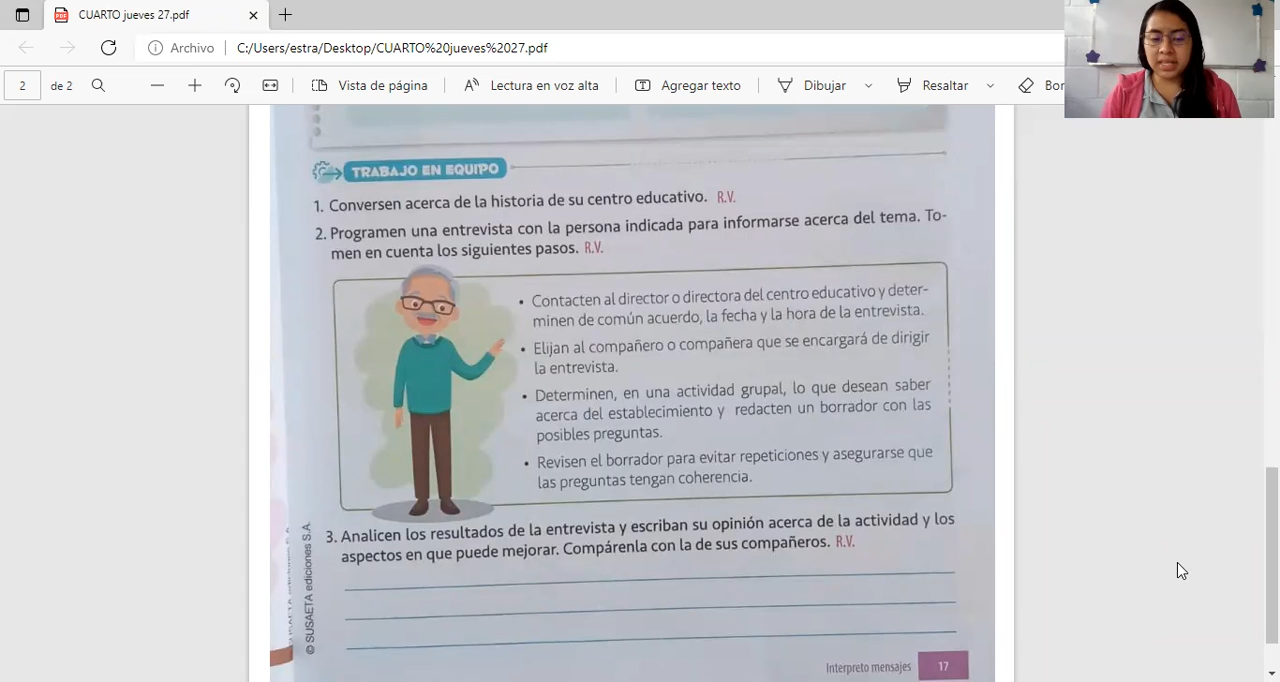 CUARTO jueves 27.pdf
Archivo
C:/Users/estra/Desktop/CUARTO%20jueves%2027.pdf
2
de 2
Vista de página
A
Lectura en voz alta
Agregar texto
Dibujar
Resaltar
TRABAJO EN EQUIPO
1. Conversen acerca de la historia de su centro educativo. R.V.
2. Programen una entrevista con la persona indicada para informarse acerca del tema. To-
men en cuenta los siguientes pasos. R.V.
• Contacten al director o directora del centro educativo y deter-
minen de común acuerdo, la fecha y la hora de la entrevista.
• Elijan al compañero o compañera que se encargará de dirigir
la entrevista.
• Determinen, en una actividad grupal, lo que desean saber
acerca del establecimiento y redacten un borrador con las
posibles preguntas.
• Revisen el borrador para evitar repeticiones y asegurarse que
las preguntas tengan coherencia.
3. Analicen los resultados de la entrevista y escriban su opinión acerca de la actividad y los
aspectos en que puede mejorar. Compárenla con la de sus compañeros. R.V.
© SUSAETA ediciones S.A.
Interpreto mensajes 17